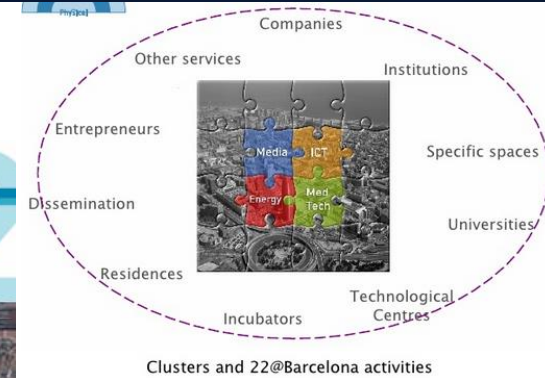 Physical
Companies
Other services
Institutions
Entrepreneurs
Media
ICT
Specific spaces
Energy
Med
Tech
Dissemination
Universities
Residences
Technological
Centres
Incubators
Clusters and 22@Barcelona activities